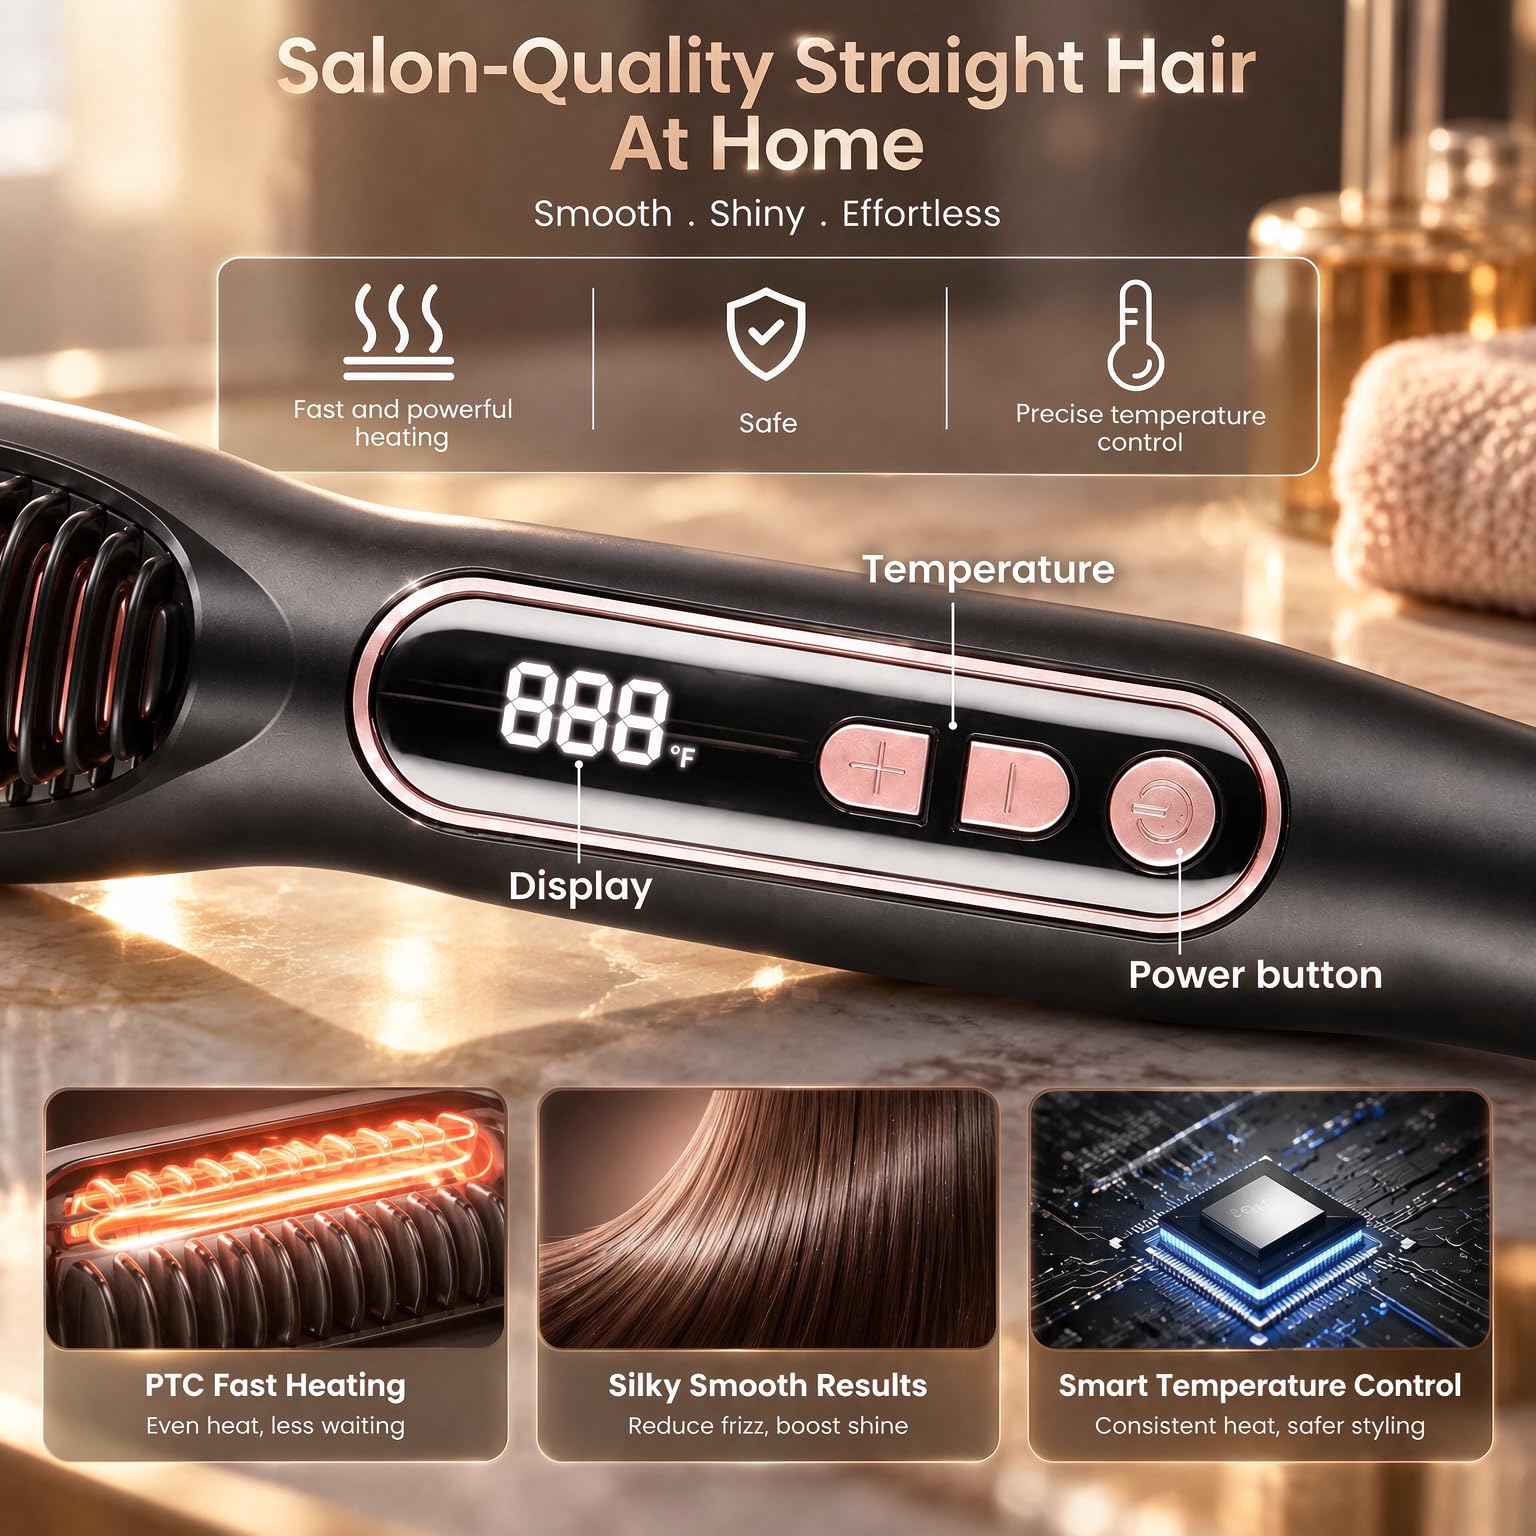 Salon-Quality Straight Hair
At Home
Smooth . Shiny . Effortless
Fast and powerful
heating
Safe
Precise temperature
control
Temperature
888 °F
Display
Power button
PTC Fast Heating
Even heat, less waiting
Silky Smooth Results
Reduce frizz, boost shine
Smart Temperature Control
Consistent heat, safer styling